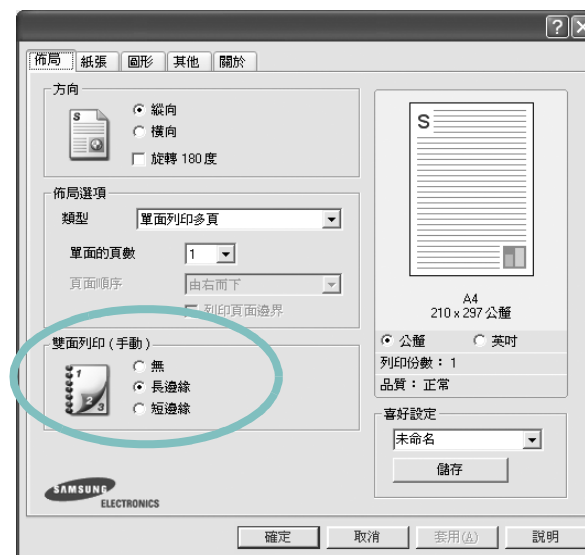 佈局 紙張 圖形 其他 關於
方向
縱向
橫向
旋轉 180 度
佈局選項
類型 單面列印多頁
單面的頁數 1
頁面順序 由右而下
列印頁面邊界
雙面列印 (手動)
無
長邊緣
短邊緣
1 2 3
S
S
A4
210 x 297 公釐
公釐 英吋
列印份數： 1
品質： 正常
喜好設定
未命名
儲存
SAMSUNG
ELECTRONICS
確定 取消 套用(A) 說明